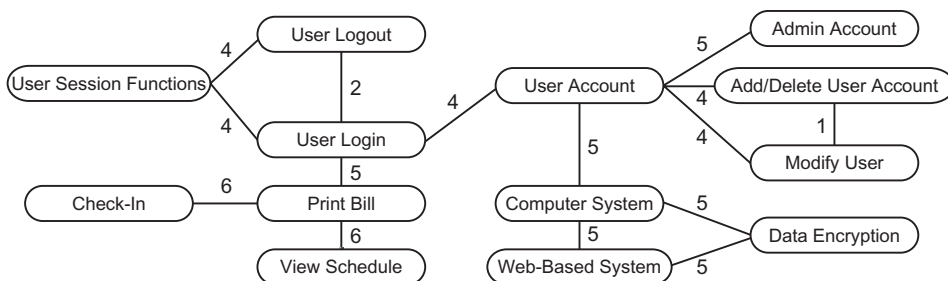 User Logout
Admin Account
4
5
User Session Functions
2
User Account
Add/Delete User Account
4
4
4
4
1
User Login
Modify User
5
5
6
Check-In
Print Bill
Computer System
5
6
5
Data Encryption
View Schedule
Web-Based System
5